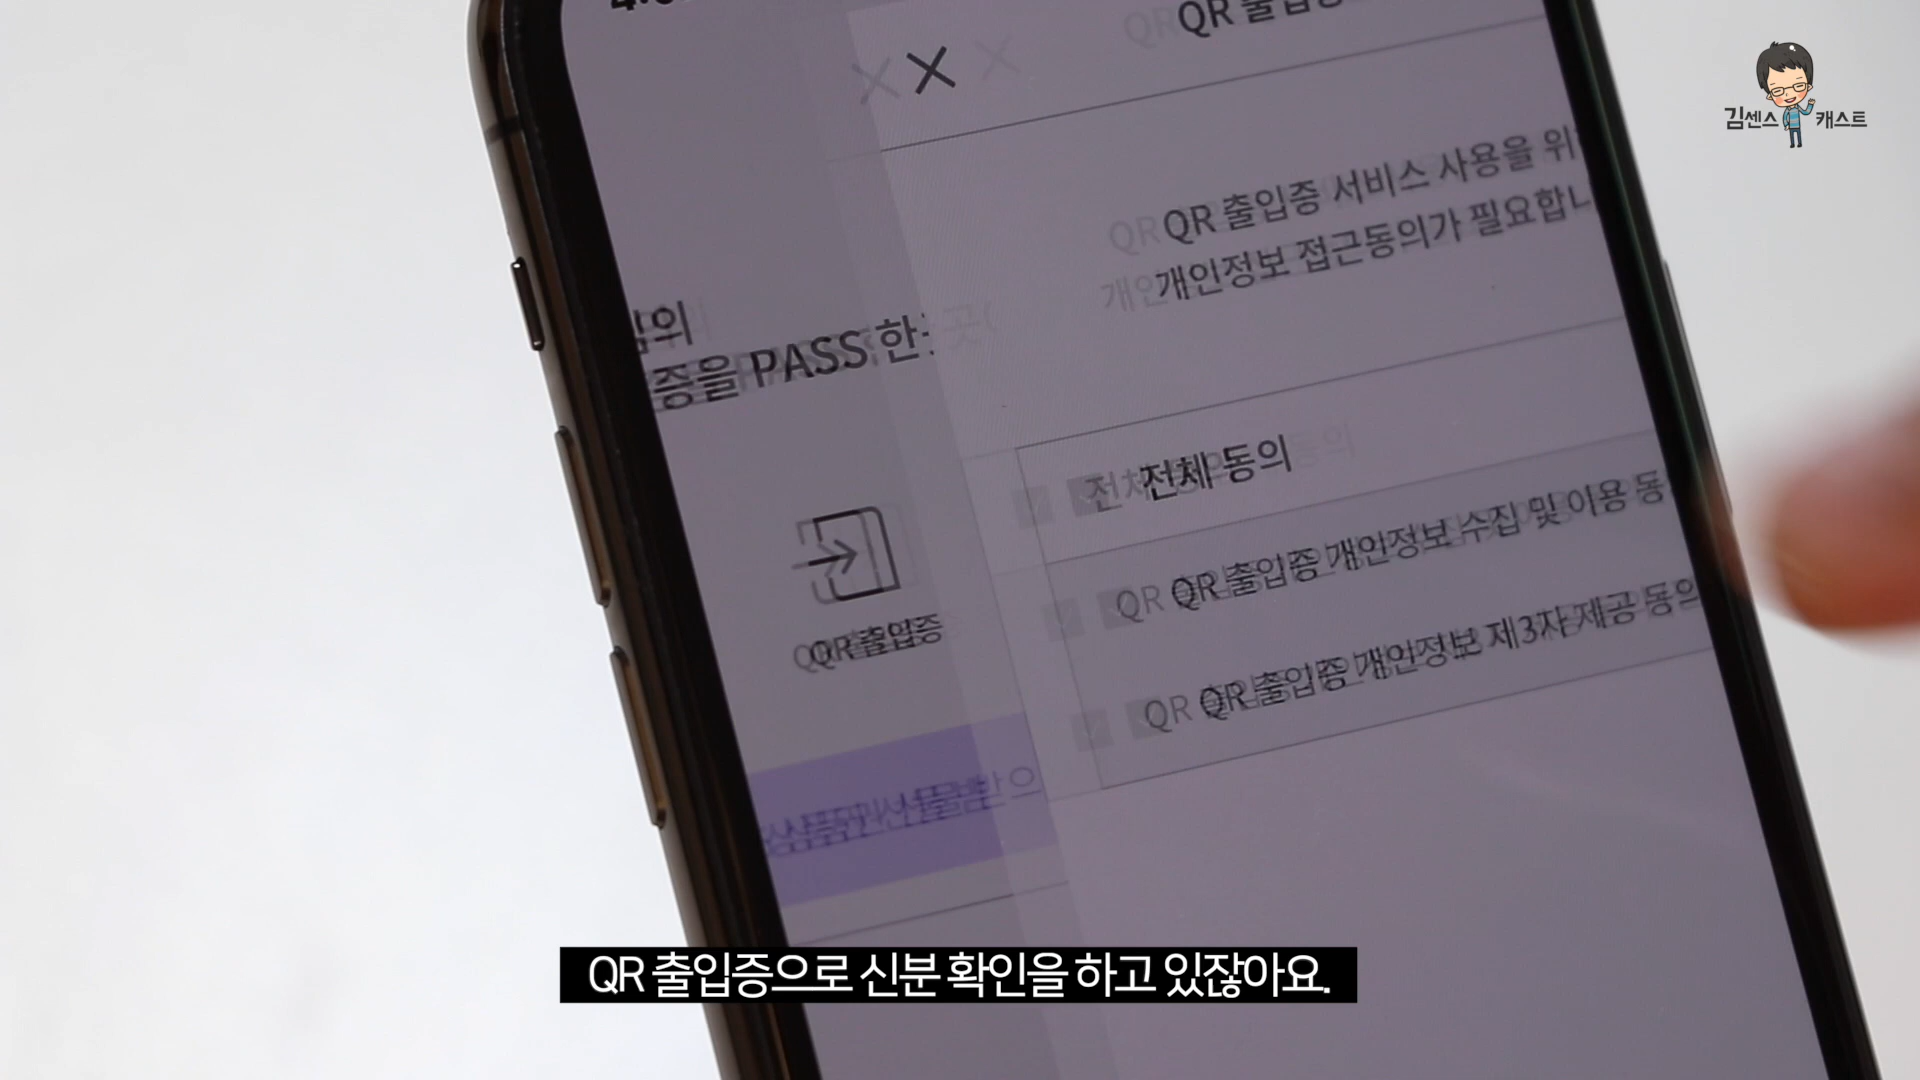 QR 출입증
김센스 캐스트
QR 출입증 서비스 사용을 위
개인정보 접근동의가 필요합니
님의
증을 PASS 한
전체 동의
QR 출입증 개인정보 수집 및 이용 동
QR 출입증 개인정보 제3자 제공 동의
QR 출입증
QR 출입증으로 신분 확인을 하고 있잖아요.